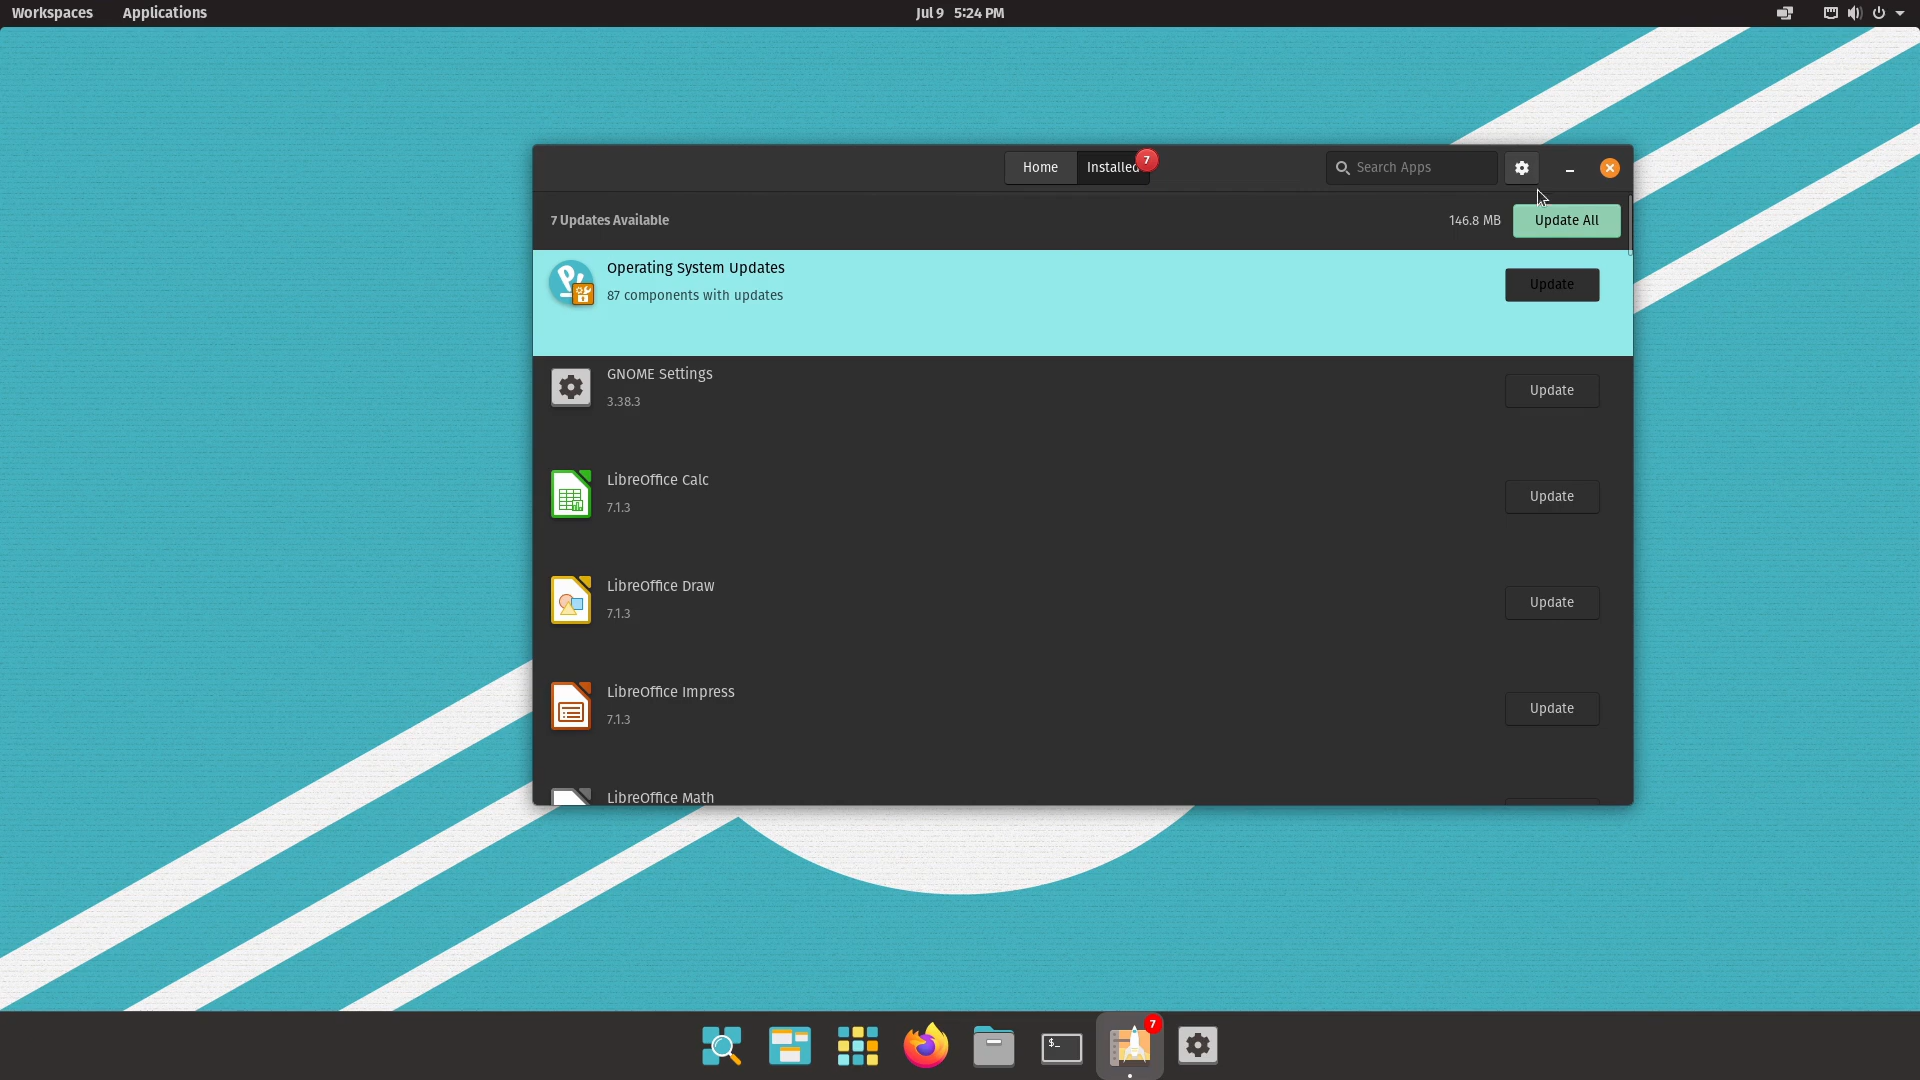 Workspaces Applications Jul 9 5:24 PM
Home Installed 7 Search Apps
7 Updates Available 146.8 MB Update All
Operating System Updates
87 components with updates
Update
GNOME Settings
3.38.3
Update
LibreOffice Calc
7.1.3
Update
LibreOffice Draw
7.1.3
Update
LibreOffice Impress
7.1.3
Update
LibreOffice Math
$_
7